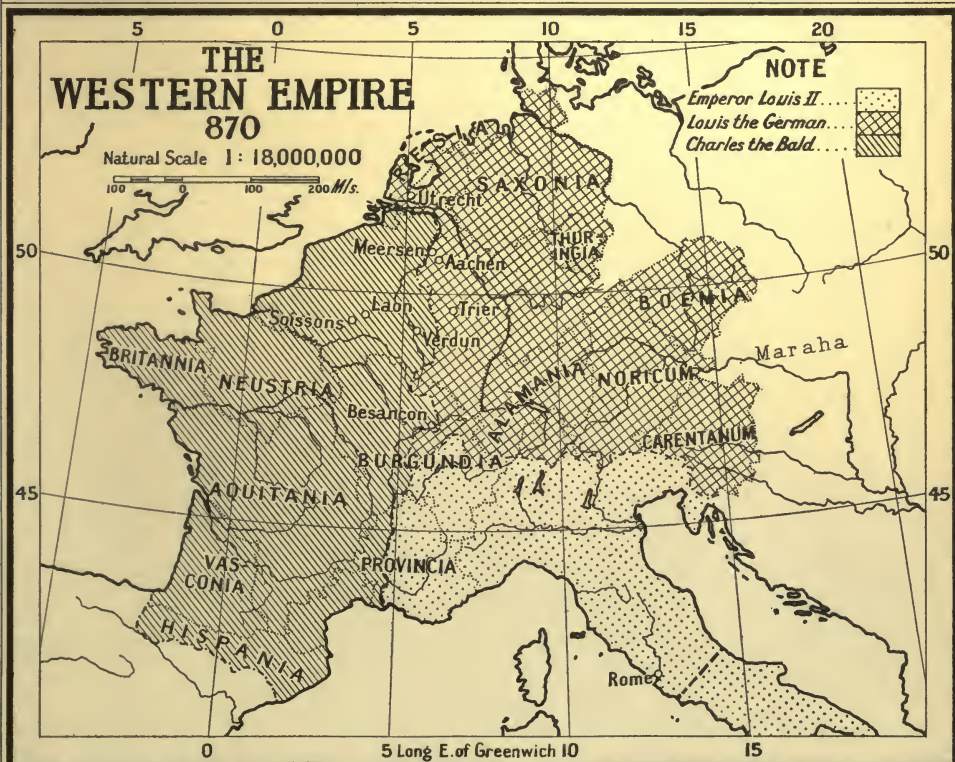 5 0 5 10 15 20
THE
WESTERN EMPIRE
870
Natural Scale 1 : 18,000,000
100 0 100 200 Mls.
NOTE
Emperor Louis II.....
Louis the German....
Charles the Bald.....
FRESIA
SAXONIA
Utrecht
THUR-
INGIA
50
Meersen
Aachen
50
BOEMIA
Laon
Trier
Soissons
Verdun
Maraha
BRITANNIA
NEUSTRIA
ALAMANIA
NORICUM
Besançon
CARENTANUM
BURGUNDIA
45
AQUITANIA
45
VAS-
CONIA
PROVINCIA
HISPANIA
Rome
0 5 Long E. of Greenwich 10 15